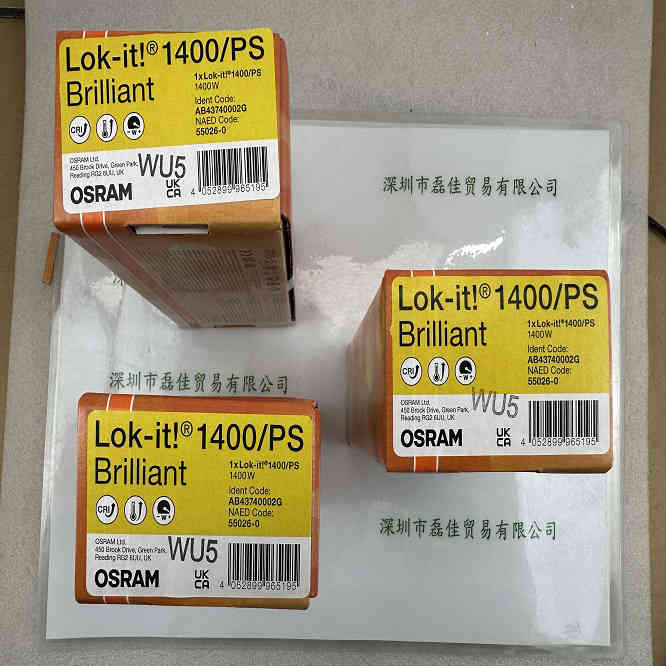 Lok-it!® 1400/PS
Brilliant
1xLok-it!®1400/PS
1400W
Ident Code:
AB43740002G
NAED Code:
55026-0
CRI
-W+
OSRAM Ltd.
450 Brook Drive, Green Park,
Reading RG2 6UU, UK
WU5
UK
CA
OSRAM
4 052899 965195
深圳市磊佳贸易有限公司
Lok-it!® 1400/PS
Brilliant
1xLok-it!®1400/PS
1400W
Ident Code:
AB43740002G
NAED Code:
55026-0
CRI
-W+
OSRAM Ltd.
450 Brook Drive, Green Park,
Reading RG2 6UU, UK
WU5
UK
CA
OSRAM
4 052899 965195
深圳市磊佳贸易有限公司
Lok-it!® 1400/PS
Brilliant
1xLok-it!®1400/PS
1400W
Ident Code:
AB43740002G
NAED Code:
55026-0
CRI
-W+
OSRAM Ltd.
450 Brook Drive, Green Park,
Reading RG2 6UU, UK
WU5
UK
CA
OSRAM
4 052899 965195
深圳市磊佳贸易有限公司